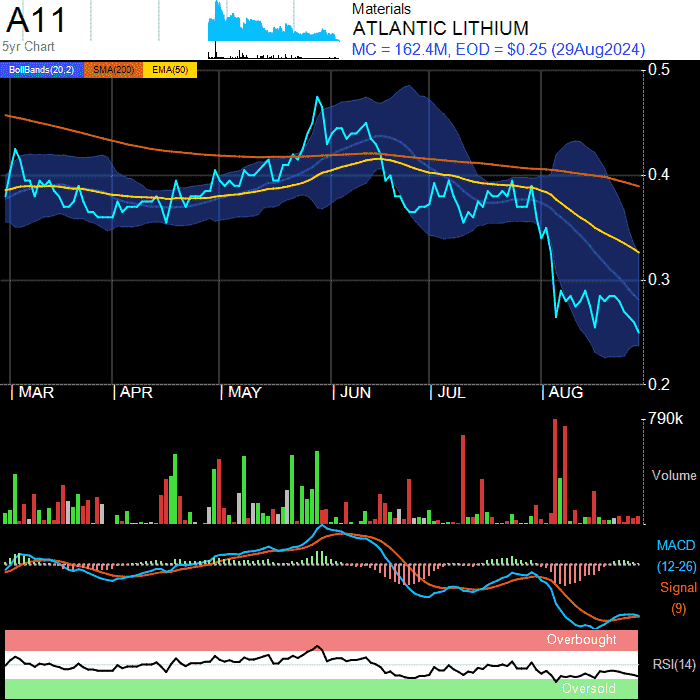 A11
5yr Chart
Materials
ATLANTIC LITHIUM
MC = 162.4M, EOD = $0.25 (29Aug2024)
BollBands(20,2) SMA(200) EMA(50)
0.5
0.4
0.3
0.2
MAR APR MAY JUN JUL AUG
790k
Volume
MACD
(12-26)
Signal
(9)
Overbought
RSI(14)
Oversold